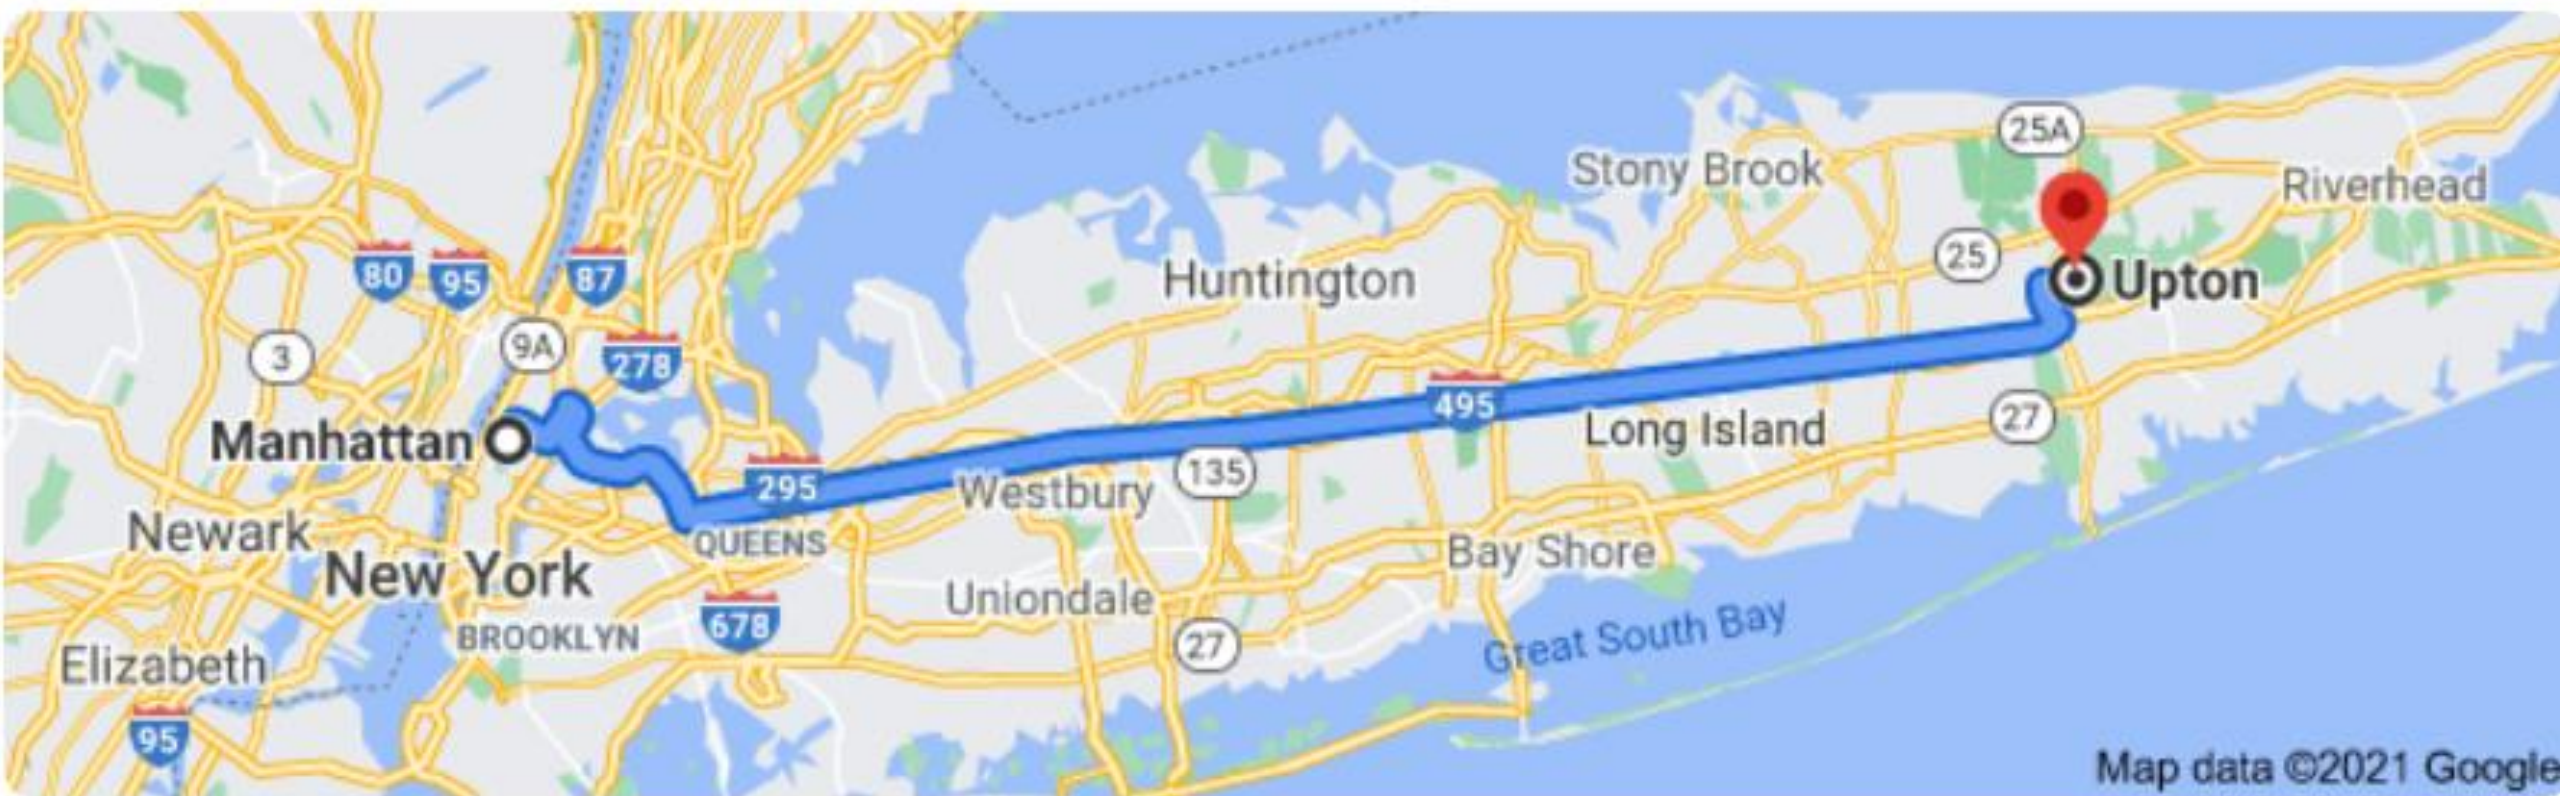 25A
Stony Brook
Riverhead
25
80
95
87
Huntington
Upton
3
9A
278
495
27
Manhattan
Long Island
135
295
Westbury
Newark
QUEENS
Bay Shore
New York
Uniondale
678
BROOKLYN
27
Great South Bay
Elizabeth
95
Map data ©2021 Google